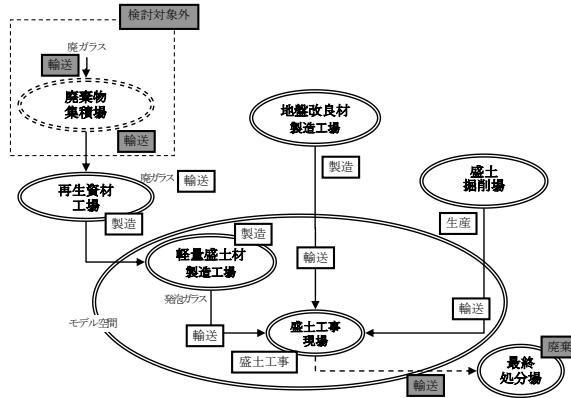 検討対象外
廃ガラス
輸送
廃棄物
集積場
輸送
地盤改良材
製造工場
製造
盛土
掘削場
生産
再生資材
工場
廃ガラス
輸送
製造
製造
軽量盛土材
製造工場
輸送
発泡ガラス
輸送
モデル空間
盛土工事
現場
盛土工事
輸送
廃棄
最終
処分場
輸送